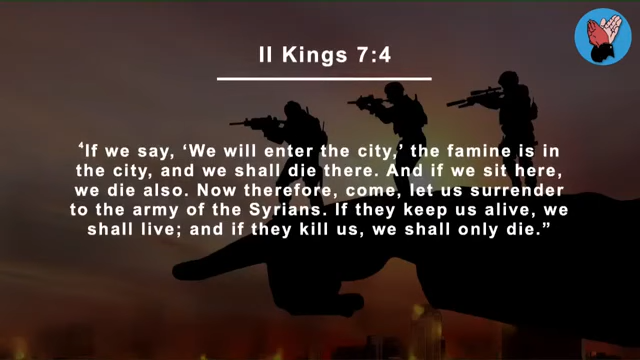 II Kings 7:4
⁴If we say, ‘We will enter the city,’ the famine is in
the city, and we shall die there. And if we sit here,
we die also. Now therefore, come, let us surrender
to the army of the Syrians. If they keep us alive, we
shall live; and if they kill us, we shall only die.”